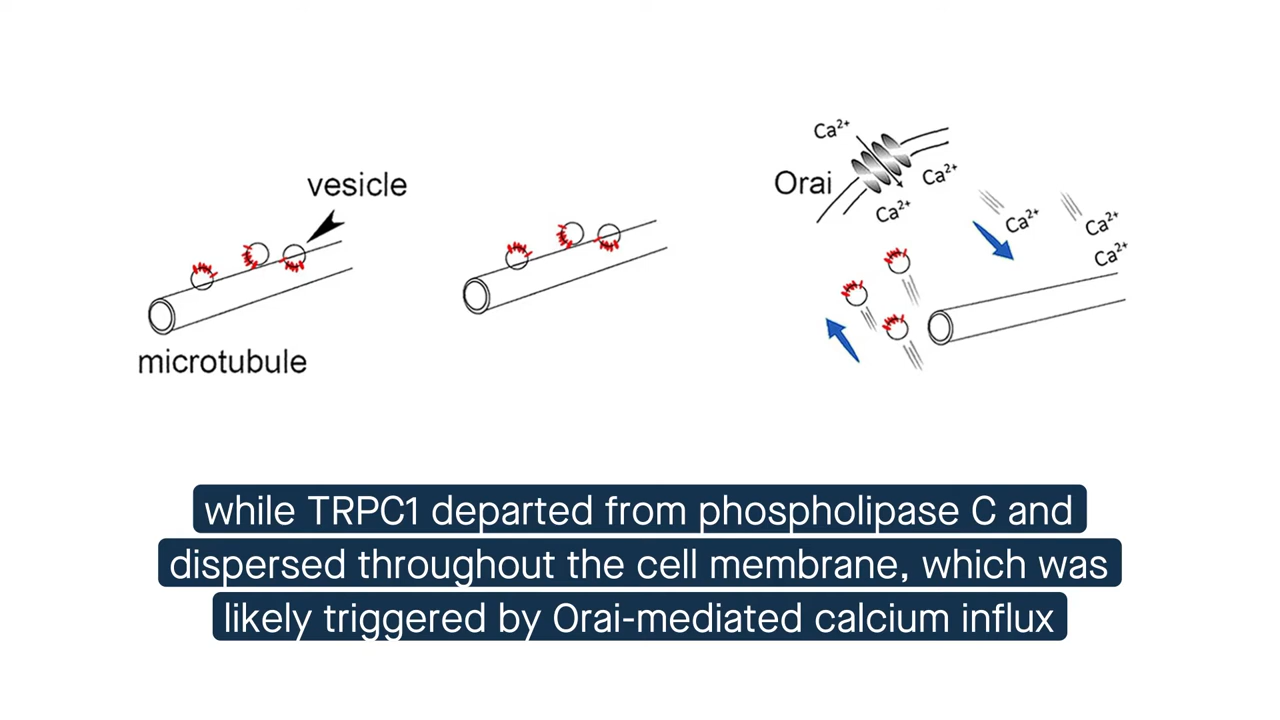 vesicle
microtubule
Ca²⁺
Orai
Ca²⁺
Ca²⁺
Ca²⁺
Ca²⁺
Ca²⁺
while TRPC1 departed from phospholipase C and
dispersed throughout the cell membrane, which was
likely triggered by Orai-mediated calcium influx